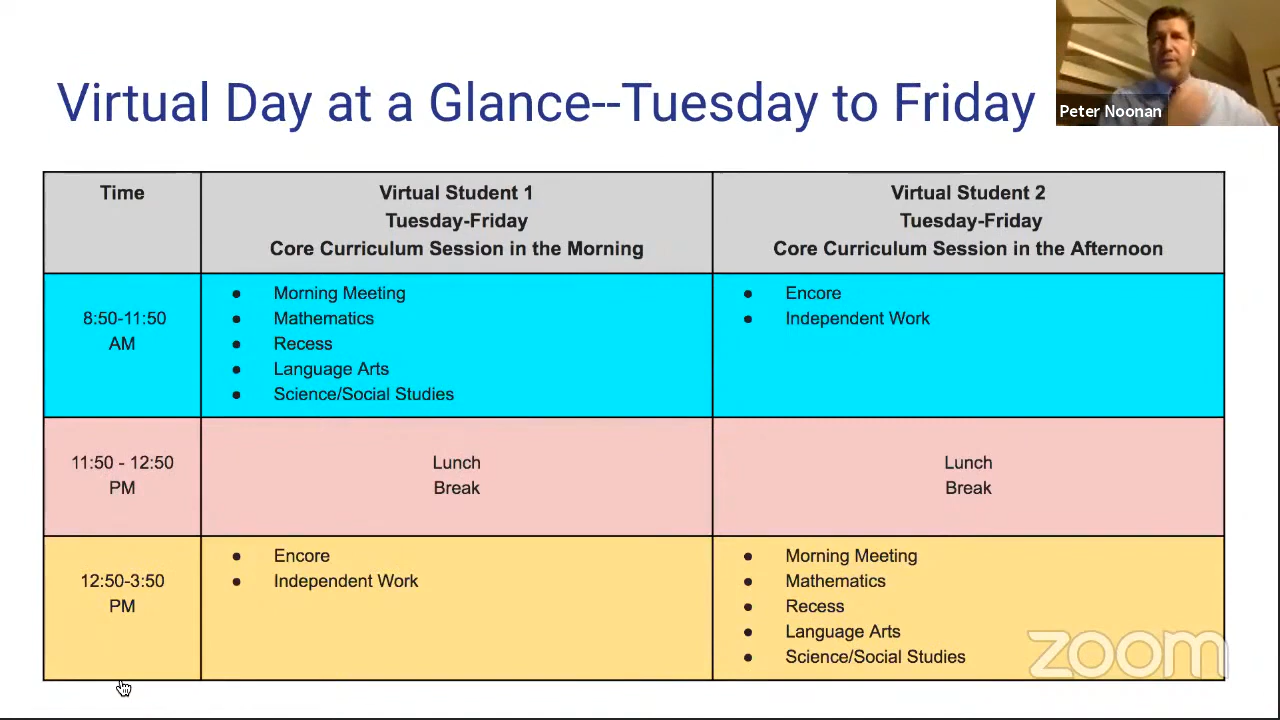 Virtual Day at a Glance--Tuesday to Friday
Peter Noonan
Time
Virtual Student 1
Tuesday-Friday
Core Curriculum Session in the Morning
Virtual Student 2
Tuesday-Friday
Core Curriculum Session in the Afternoon
8:50-11:50
AM
● Morning Meeting
● Mathematics
● Recess
● Language Arts
● Science/Social Studies
● Encore
● Independent Work
11:50 - 12:50
PM
Lunch
Break
Lunch
Break
12:50-3:50
PM
● Encore
● Independent Work
● Morning Meeting
● Mathematics
● Recess
● Language Arts
● Science/Social Studies
zoom